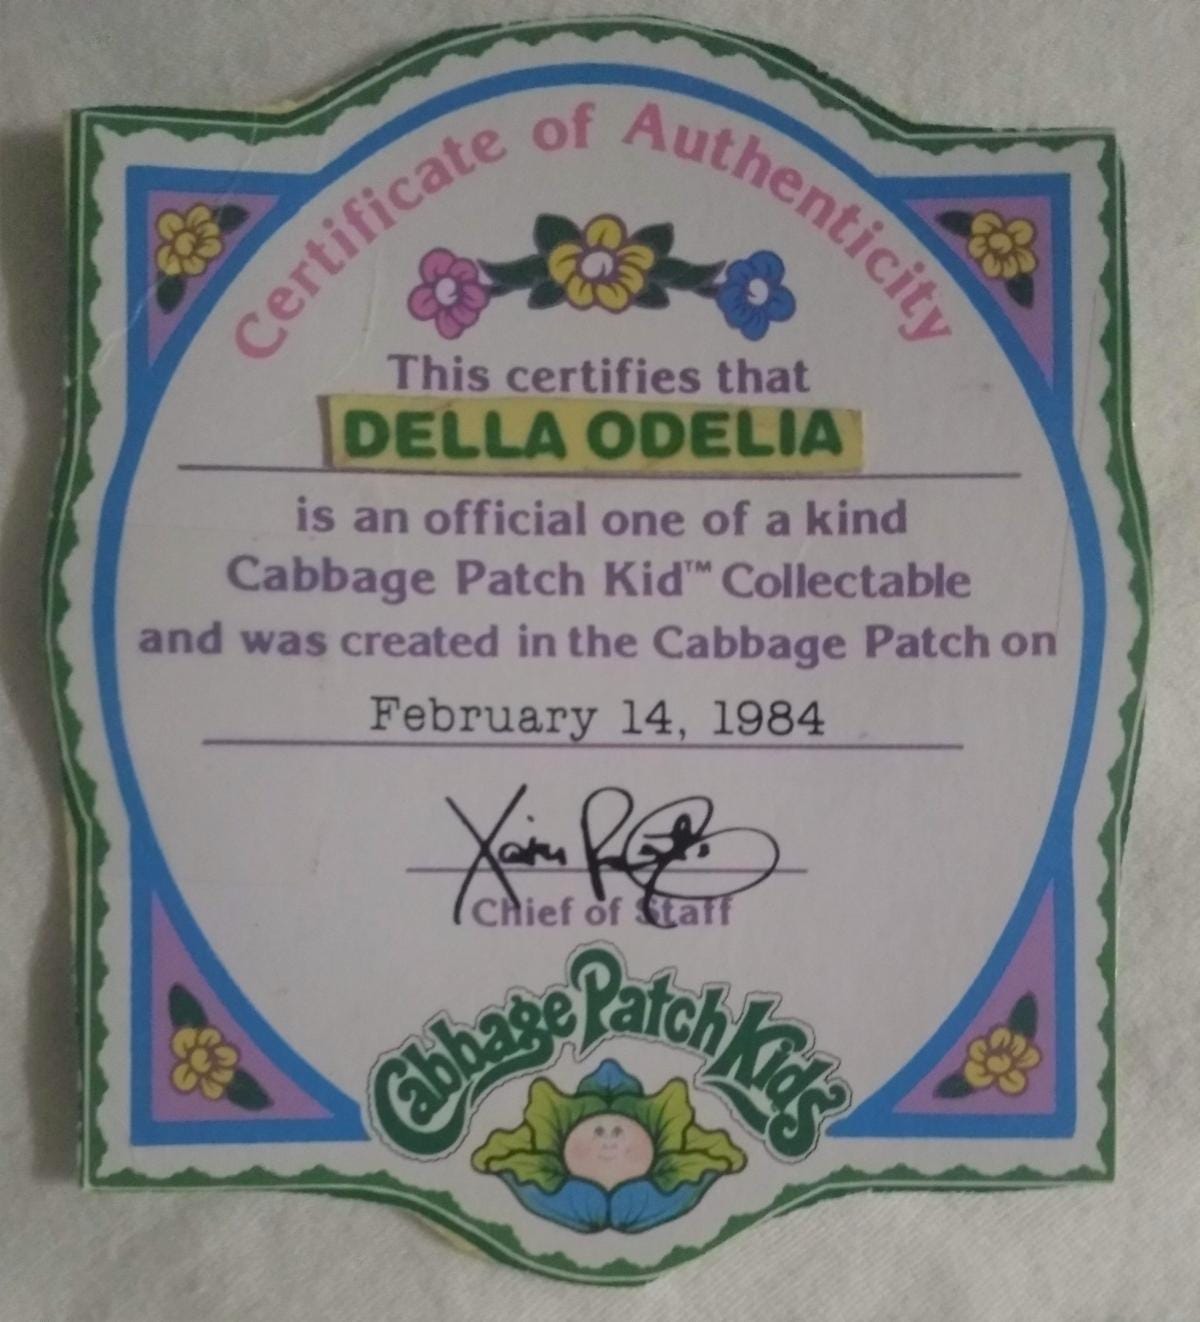 Certificate of Authenticity
This certifies that
DELLA ODELIA
is an official one of a kind
Cabbage Patch Kid™ Collectable
and was created in the Cabbage Patch on
February 14, 1984
Chief of Staff
Cabbage Patch Kids